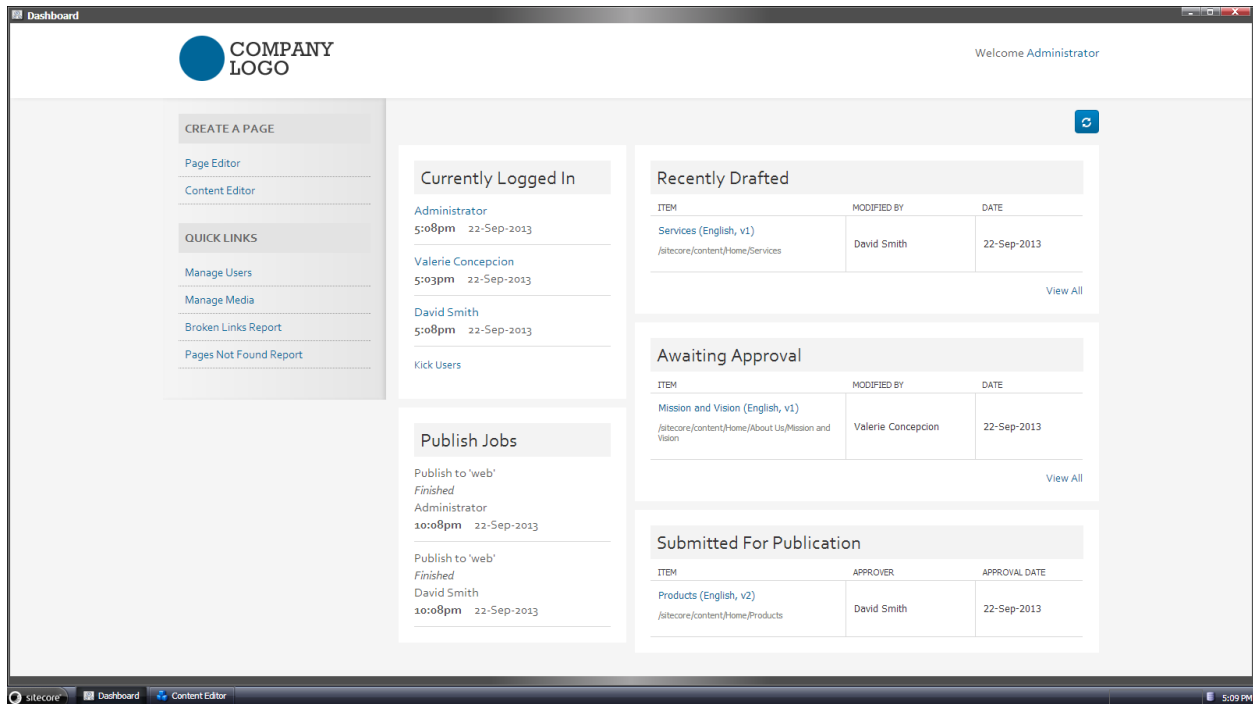 Dashboard
COMPANY
LOGO
Welcome Administrator
CREATE A PAGE
Page Editor
Content Editor
QUICK LINKS
Manage Users
Manage Media
Broken Links Report
Pages Not Found Report
Currently Logged In
Administrator
5:08pm 22-Sep-2013
Valerie Concepcion
5:03pm 22-Sep-2013
David Smith
5:08pm 22-Sep-2013
Kick Users
Publish Jobs
Publish to 'web'
Finished
Administrator
10:08pm 22-Sep-2013
Publish to 'web'
Finished
David Smith
10:08pm 22-Sep-2013
Recently Drafted
ITEM MODIFIED BY DATE
Services (English, v1)
/sitecore/content/Home/Services
David Smith 22-Sep-2013
View All
Awaiting Approval
ITEM MODIFIED BY DATE
Mission and Vision (English, v1)
/sitecore/content/Home/About Us/Mission and
Vision
Valerie Concepcion 22-Sep-2013
View All
Submitted For Publication
ITEM APPROVER APPROVAL DATE
Products (English, v2)
/sitecore/content/Home/Products
David Smith 22-Sep-2013
sitecore Dashboard Content Editor 5:09 PM